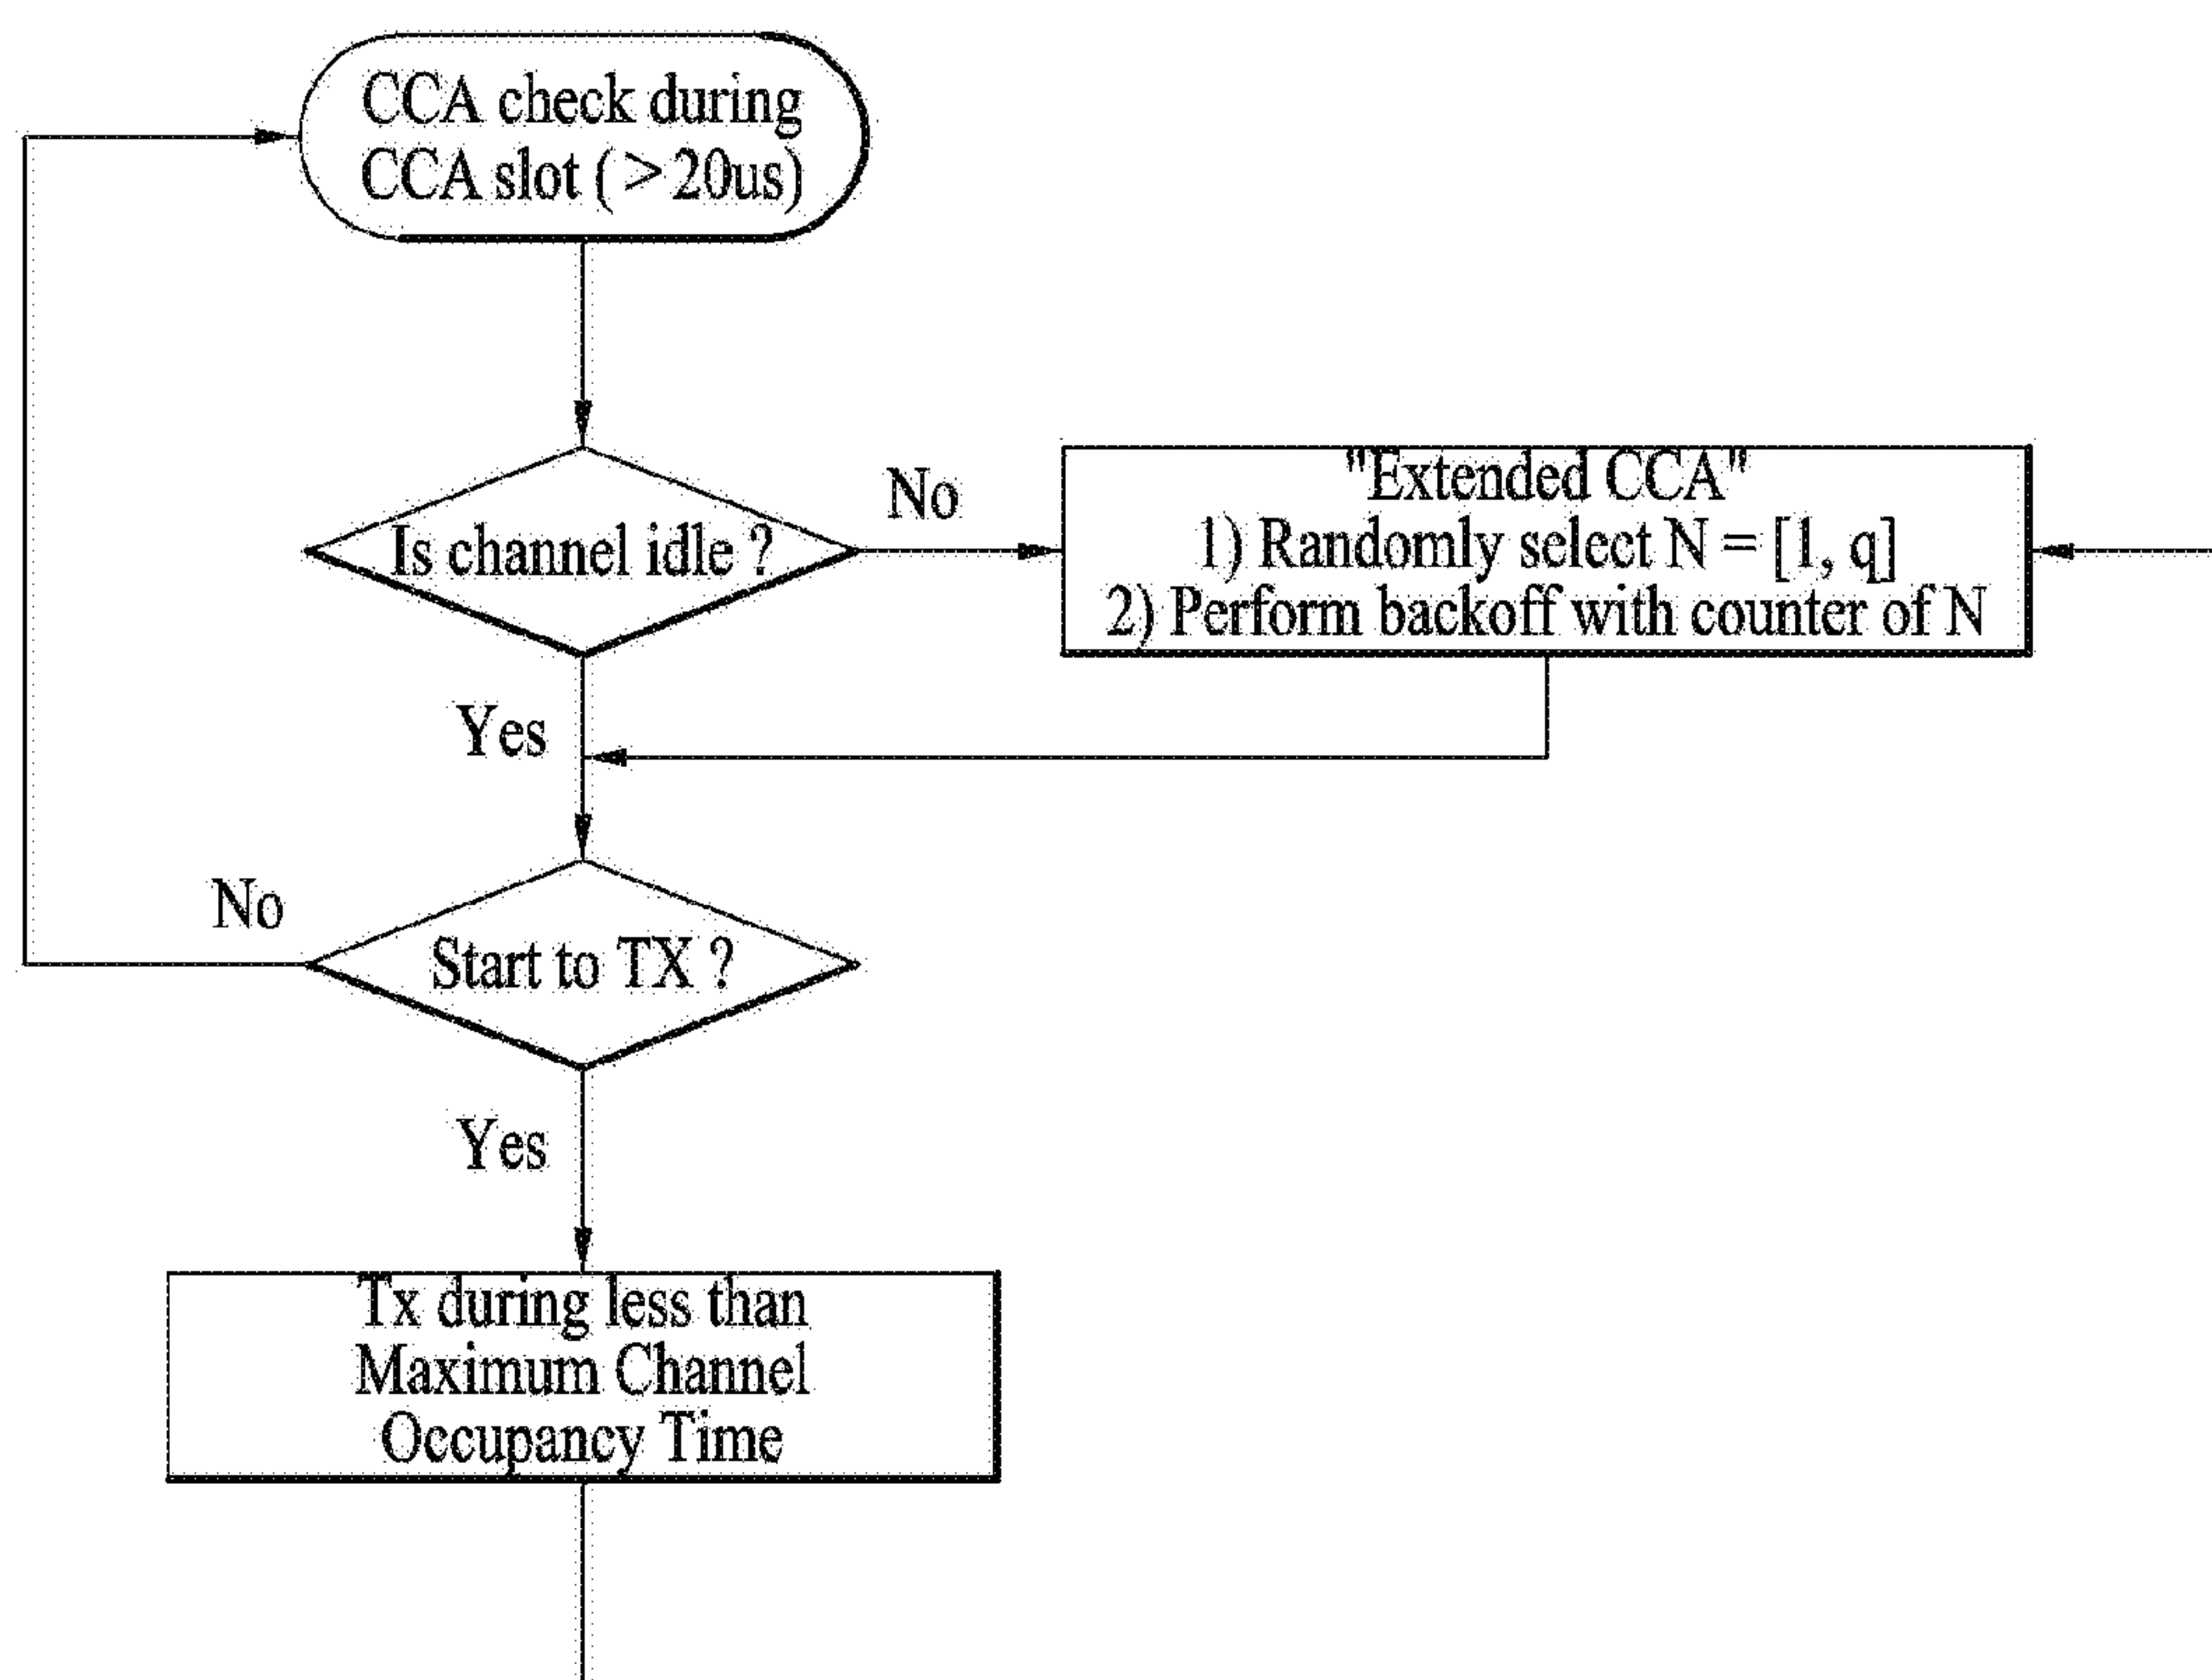 CCA check during
CCA slot ( > 20us)
Is channel idle ?
No
"Extended CCA"
1) Randomly select N = [1, q]
2) Perform backoff with counter of N
Yes
No
Start to TX ?
Yes
Tx during less than
Maximum Channel
Occupancy Time